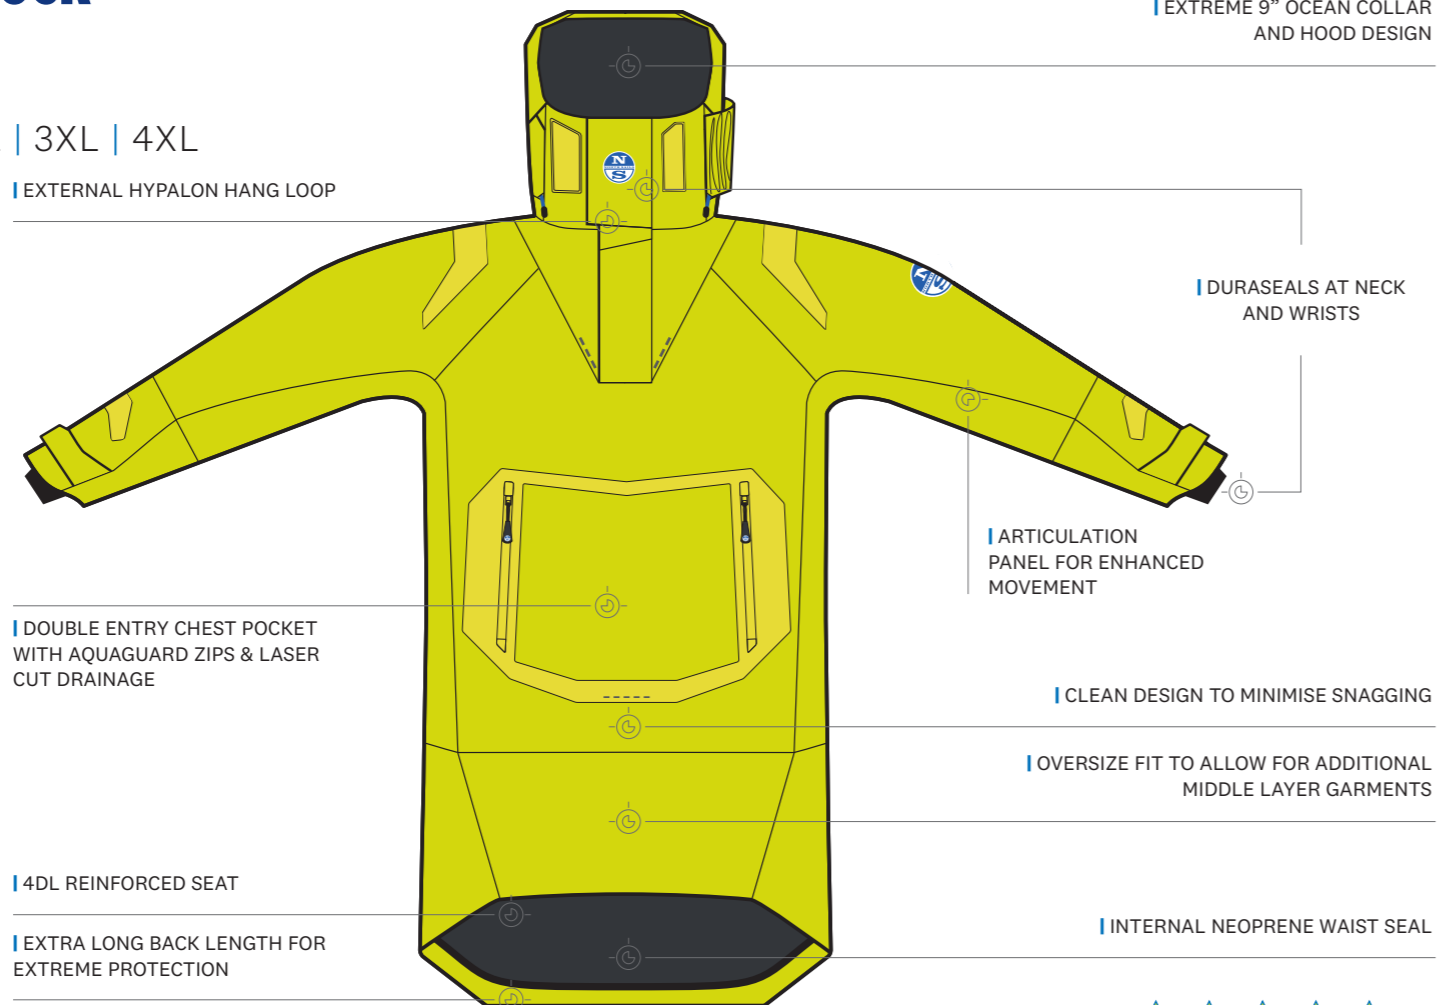 EXTREME 9” OCEAN COLLAR
AND HOOD DESIGN
| 3XL | 4XL
EXTERNAL HYPALON HANG LOOP
N
S
DURASEALS AT NECK
AND WRISTS
ARTICULATION
PANEL FOR ENHANCED
MOVEMENT
DOUBLE ENTRY CHEST POCKET
WITH AQUAGUARD ZIPS & LASER
CUT DRAINAGE
CLEAN DESIGN TO MINIMISE SNAGGING
OVERSIZE FIT TO ALLOW FOR ADDITIONAL
MIDDLE LAYER GARMENTS
4DL REINFORCED SEAT
INTERNAL NEOPRENE WAIST SEAL
EXTRA LONG BACK LENGTH FOR
EXTREME PROTECTION